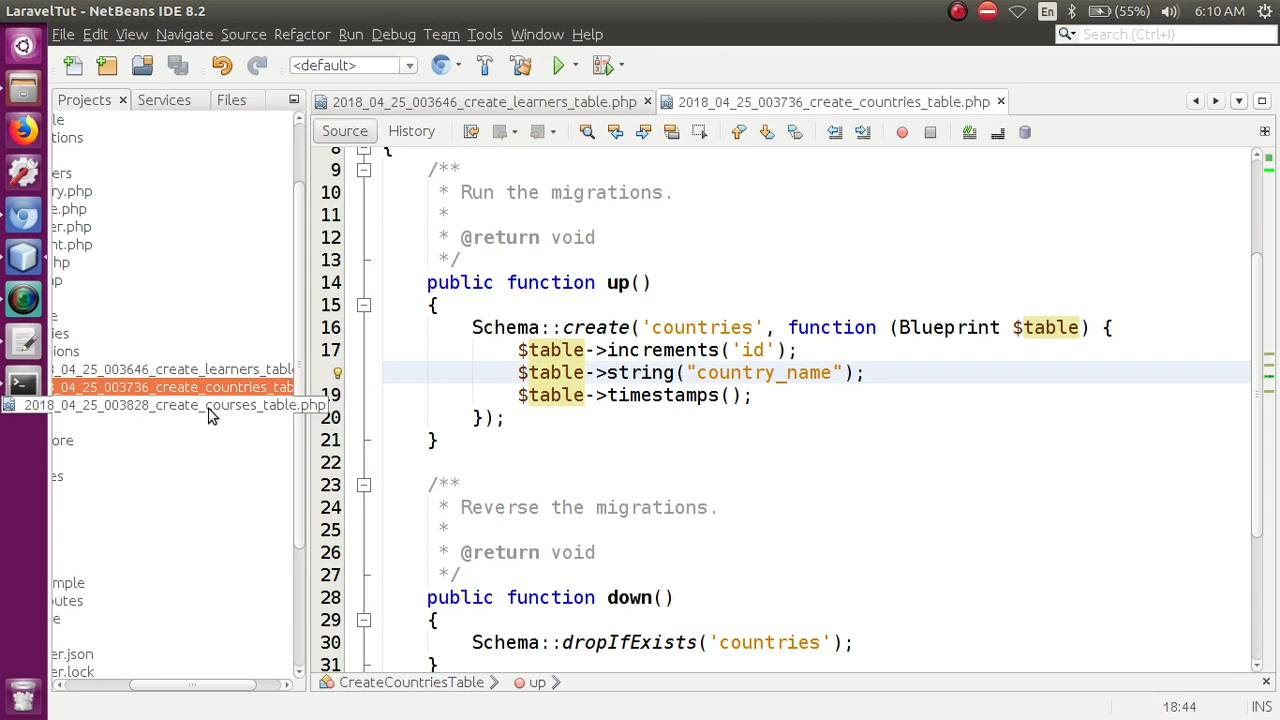 LaravelTut - NetBeans IDE 8.2
En
(55%)
6:10 AM
File Edit View Navigate Source Refactor Run Debug Team Tools Window Help
Search (Ctrl+I)
<default>
Projects Services Files
2018_04_25_003646_create_learners_table.php
2018_04_25_003736_create_countries_table.php
Source History
le
tions
ers
ry.php
e.php
er.php
nt.php
hp
p
e
ies
ions
8_04_25_003646_create_learners_table
8_04_25_003736_create_countries_tab
2018_04_25_003828_create_courses_table.php
ore
es
mple
outes
e
er.json
er.lock
8 {
9 /**
10 * Run the migrations.
11 *
12 * @return void
13 */
14 public function up()
15 {
16 Schema::create('countries', function (Blueprint $table) {
17 $table->increments('id');
$table->string("country_name");
19 $table->timestamps();
20 });
21 }
22
23 /**
24 * Reverse the migrations.
25 *
26 * @return void
27 */
28 public function down()
29 {
30 Schema::dropIfExists('countries');
31 }
CreateCountriesTable up
18:44 INS